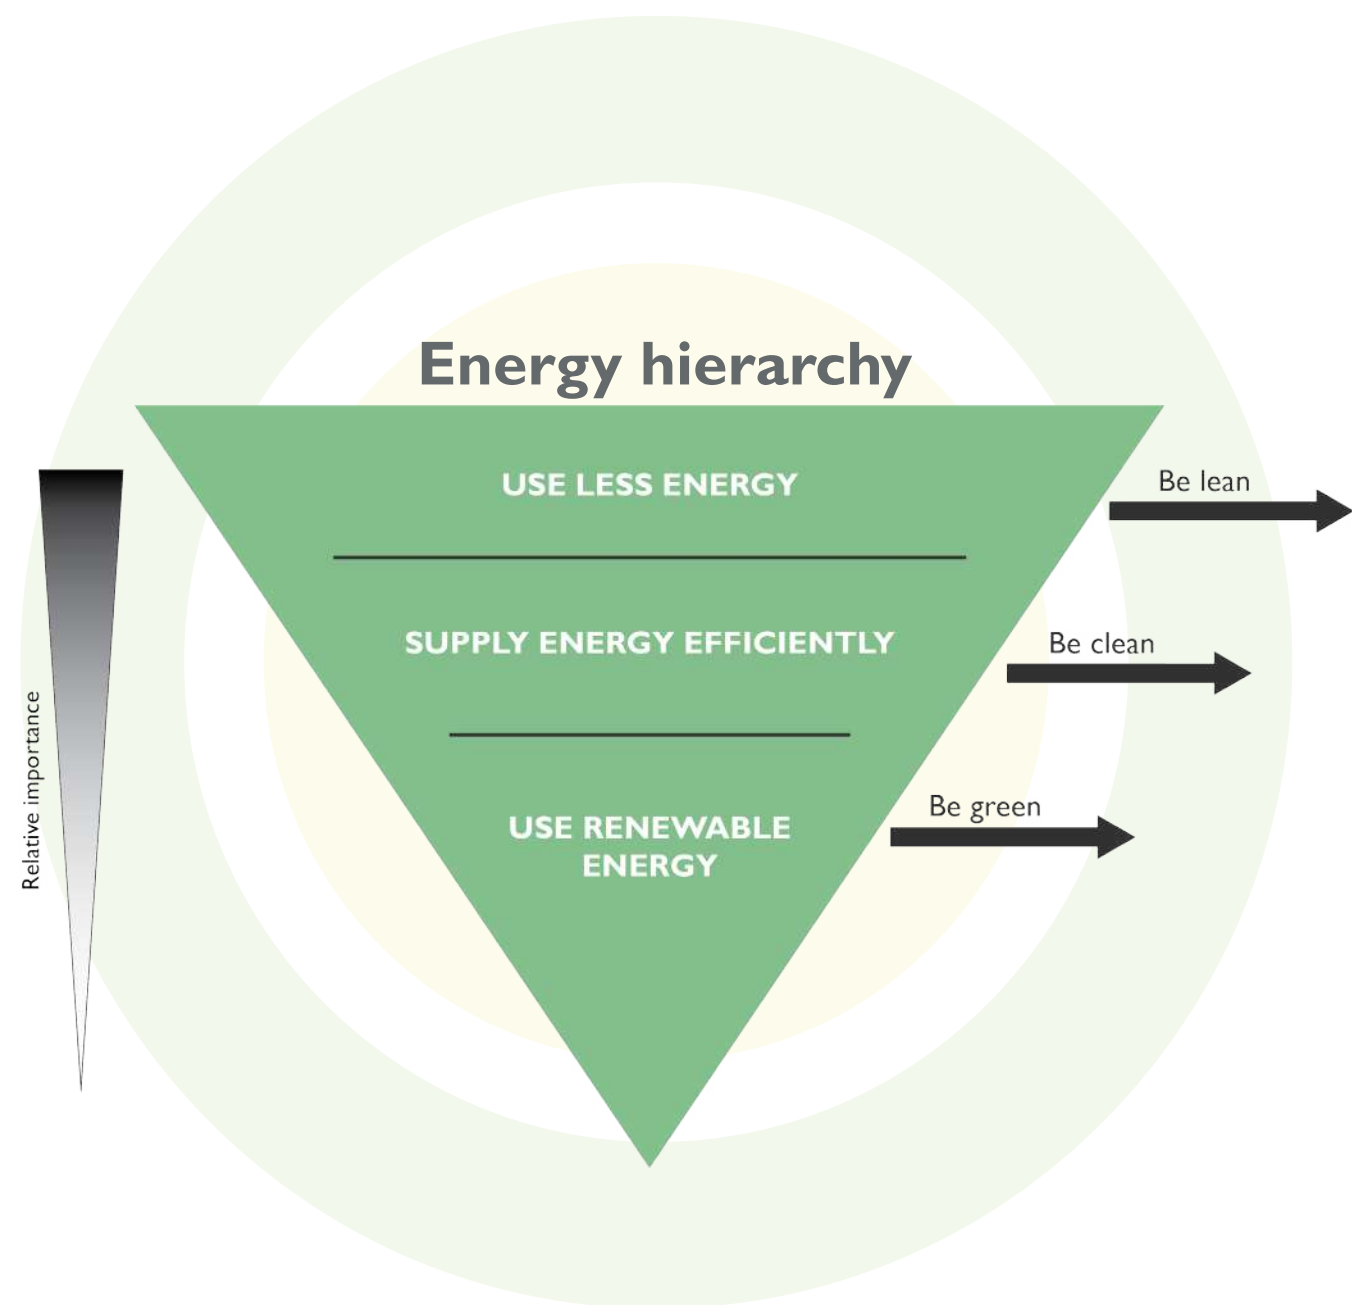 Energy hierarchy
USE LESS ENERGY
Be lean
SUPPLY ENERGY EFFICIENTLY
Be clean
Relative importance
USE RENEWABLE
ENERGY
Be green